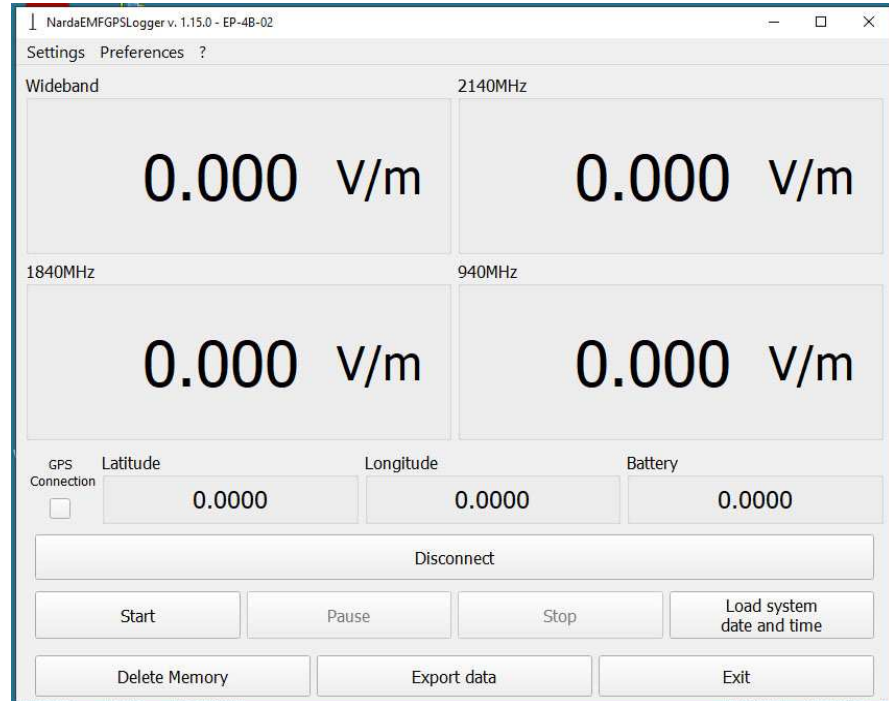 NardaEMFGPSLogger v. 1.15.0 - EP-4B-02
Settings Preferences ?
Wideband 2140MHz
0.000 V/m 0.000 V/m
1840MHz 940MHz
0.000 V/m 0.000 V/m
GPS Connection Latitude Longitude Battery
0.0000 0.0000 0.0000
Disconnect
Start Pause Stop Load system date and time
Delete Memory Export data Exit